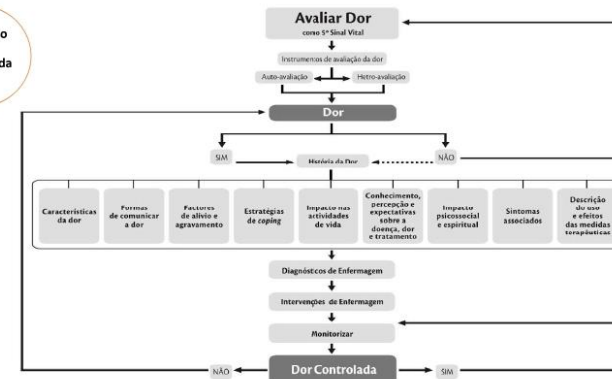 o
da
Avaliar Dor
como 5º Sinal Vital
Instrumentos de avaliação da dor
Auto-avaliação
Hetro-avaliação
Dor
SIM
História da Dor
NÃO
Características
da dor
Formas
de comunicar
a dor
Factores
de alívio e
agravamento
Estratégias
de coping
Impacto nas
actividades
de vida
Conhecimento,
percepção e
expectativas
sobre a
doença, dor
e tratamento
Impacto
psicossocial
e espiritual
Sintomas
associados
Descrição
do uso
e efeitos
das medidas
terapêuticas
Diagnósticos de Enfermagem
Intervenções de Enfermagem
Monitorizar
NÃO
Dor Controlada
SIM